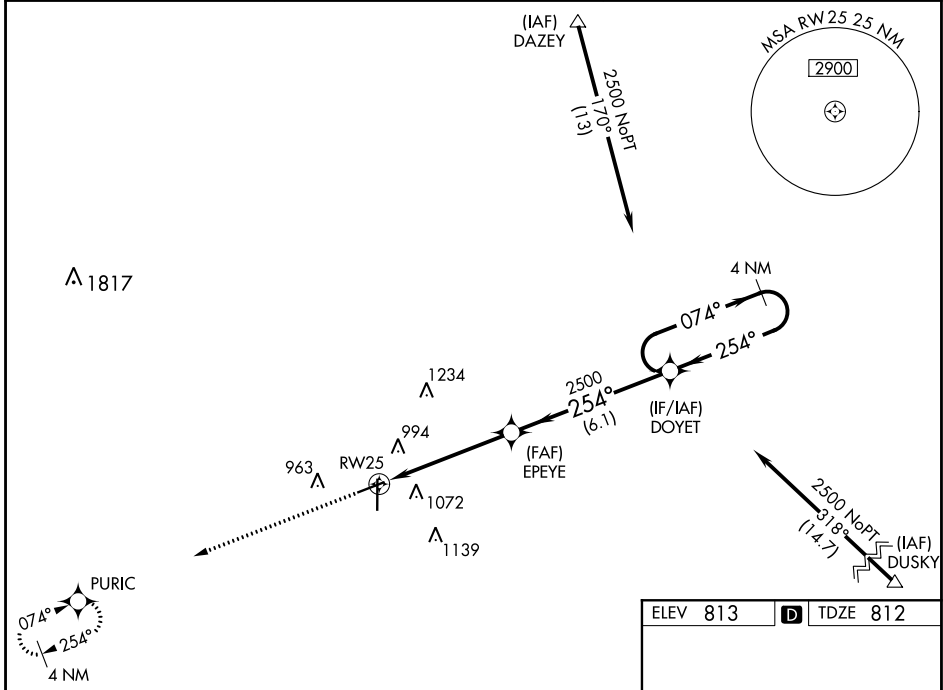 (IAF)
DAZEY
2500 NoPT
170°
(13)
MSA RW25 25 NM
2900
1817
4 NM
074°
254°
1234
2500
254°
(6.1)
(IF/IAF)
DOYET
994
(FAF)
EPEYE
963
RW25
1072
1139
2500 NoPT
318°
(14.7)
(IAF)
DUSKY
PURIC
074°
254°
4 NM
ELEV 813 D TDZE 812